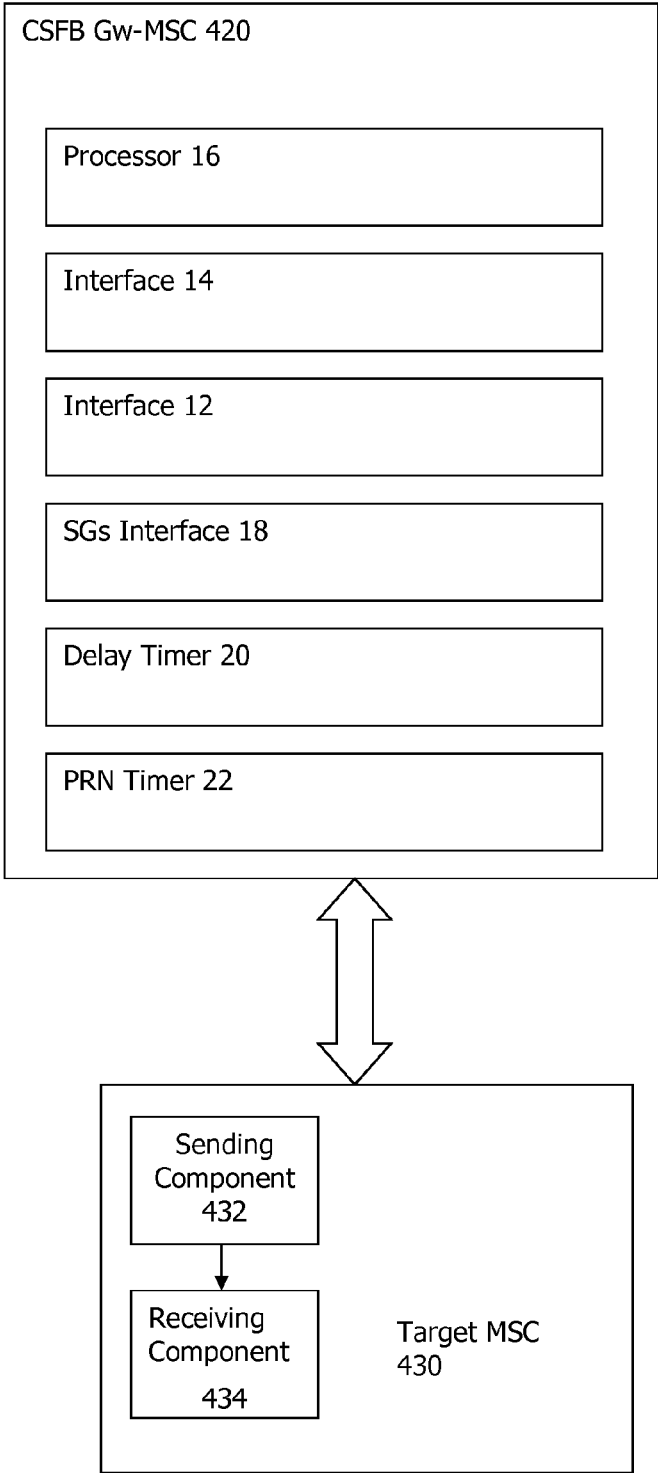 CSFB Gw-MSC 420
Processor 16
Interface 14
Interface 12
SGs Interface 18
Delay Timer 20
PRN Timer 22
Sending
Component
432
Receiving
Component
434
Target MSC
430